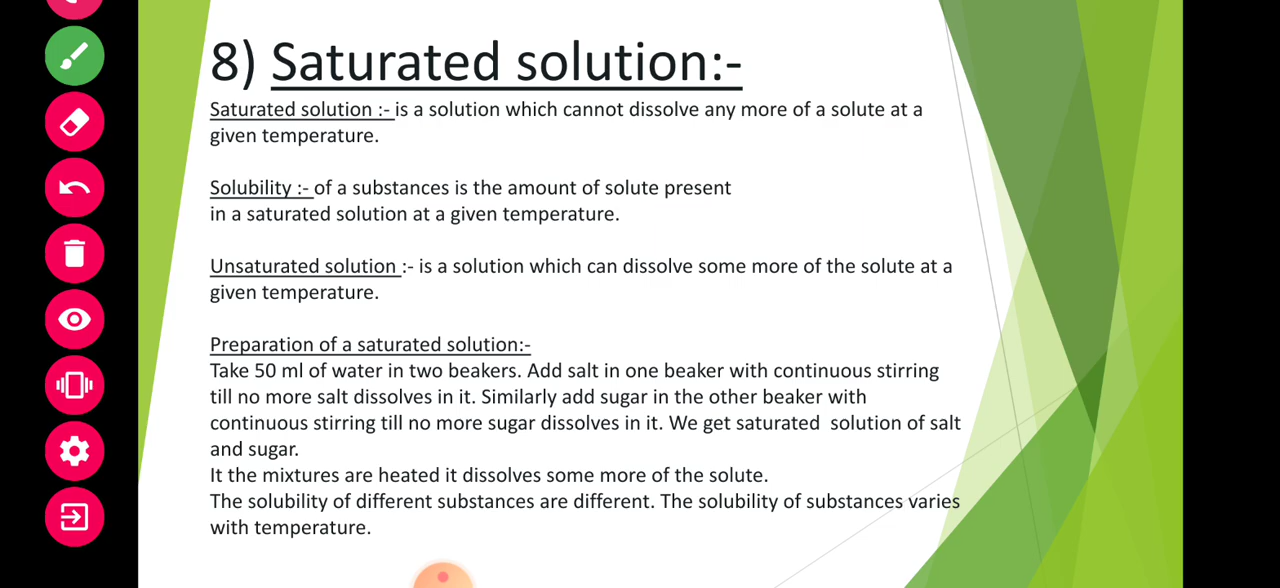 8) Saturated solution:-
Saturated solution :- is a solution which cannot dissolve any more of a solute at a
given temperature.
Solubility :- of a substances is the amount of solute present
in a saturated solution at a given temperature.
Unsaturated solution :- is a solution which can dissolve some more of the solute at a
given temperature.
Preparation of a saturated solution:-
Take 50 ml of water in two beakers. Add salt in one beaker with continuous stirring
till no more salt dissolves in it. Similarly add sugar in the other beaker with
continuous stirring till no more sugar dissolves in it. We get saturated  solution of salt
and sugar.
It the mixtures are heated it dissolves some more of the solute.
The solubility of different substances are different. The solubility of substances varies
with temperature.